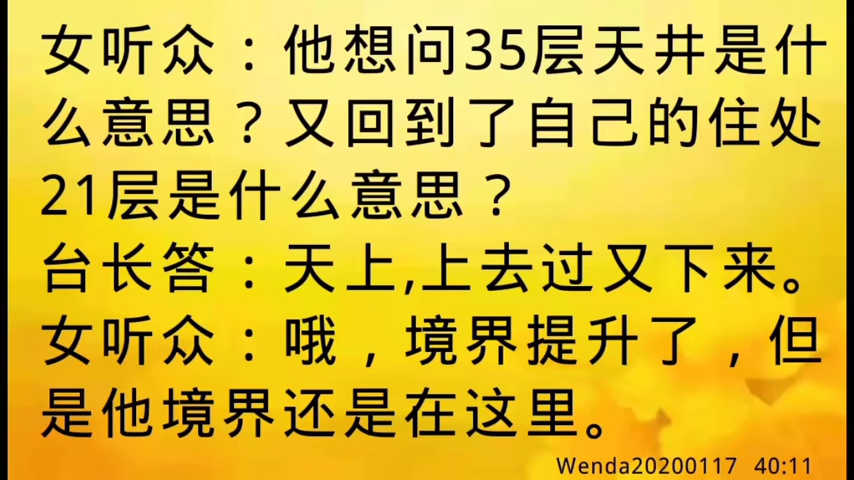 女听众：他想问35层天井是什
么意思？又回到了自己的住处
21层是什么意思？
台长答：天上,上去过又下来。
女听众：哦，境界提升了，但
是他境界还是在这里。
Wenda20200117 40:11